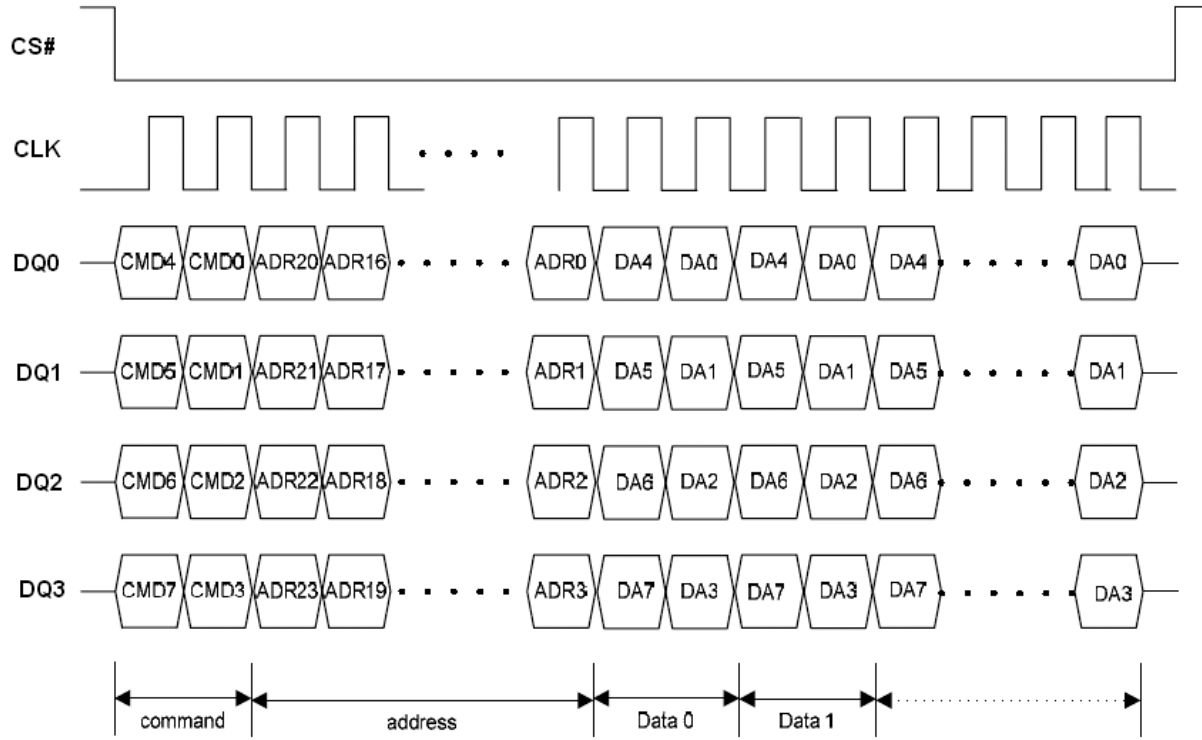 CS#
CLK
DQ0 CMD4 CMD0 ADR20 ADR16 ADR0 DA4 DA0 DA4 DA0 DA4 DA0
DQ1 CMD5 CMD1 ADR21 ADR17 ADR1 DA5 DA1 DA5 DA1 DA5 DA1
DQ2 CMD6 CMD2 ADR22 ADR18 ADR2 DA6 DA2 DA6 DA2 DA6 DA2
DQ3 CMD7 CMD3 ADR23 ADR19 ADR3 DA7 DA3 DA7 DA3 DA7 DA3
command address Data 0 Data 1